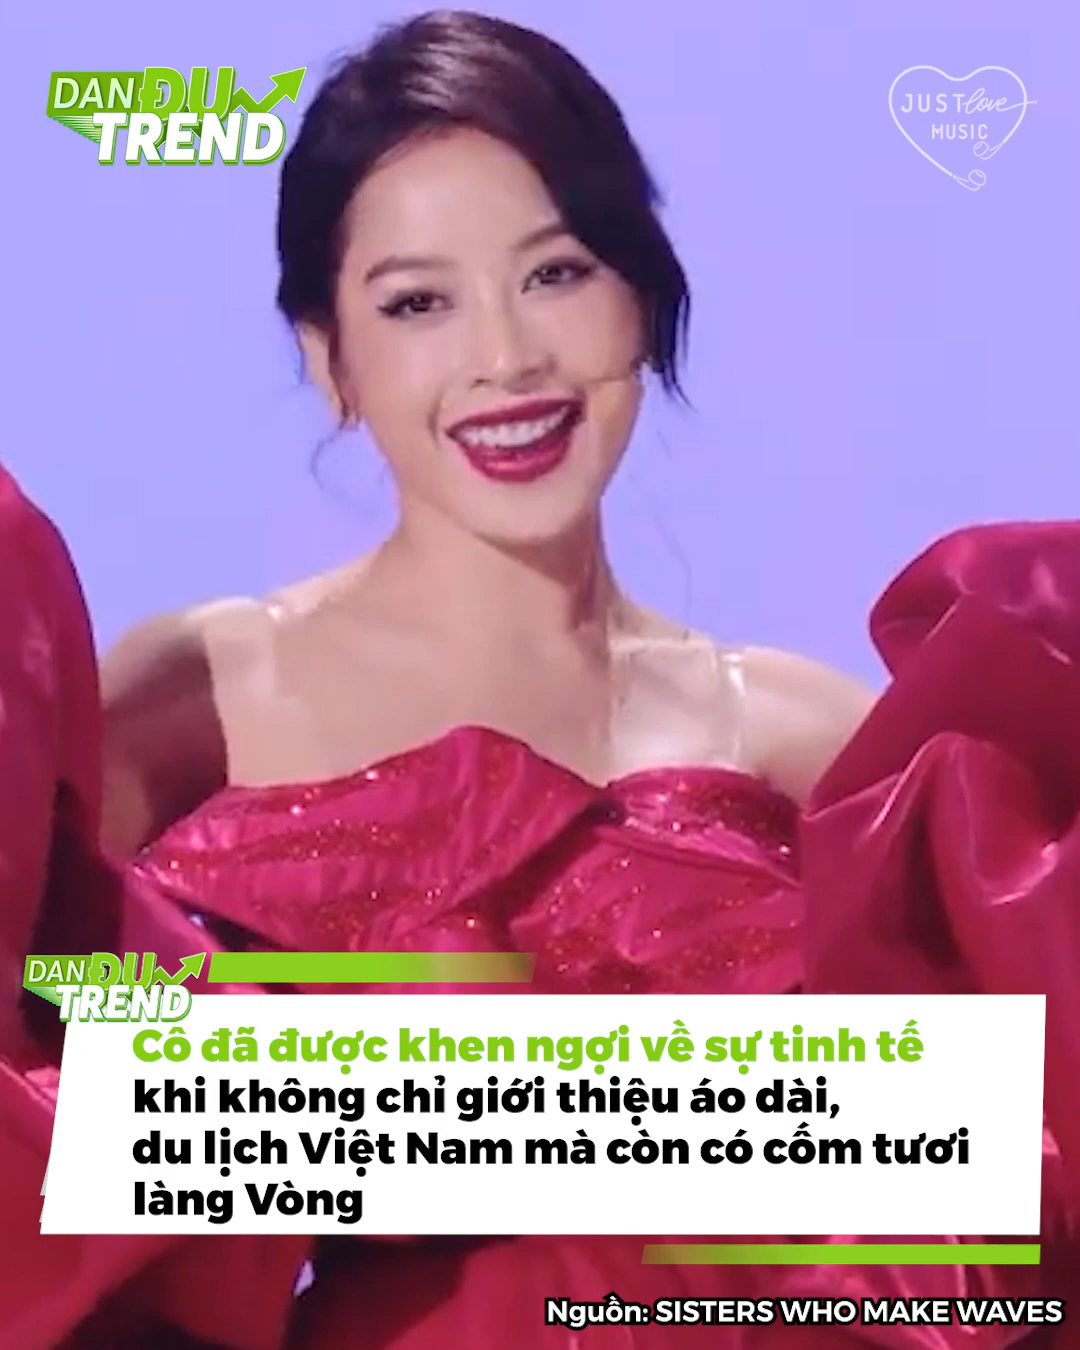 DAN ĐU
TREND
JUST love
MUSIC
DAN ĐU
TREND
Cô đã được khen ngợi về sự tinh tế
khi không chỉ giới thiệu áo dài,
du lịch Việt Nam mà còn có cốm tươi
làng Vòng
Nguồn: SISTERS WHO MAKE WAVES